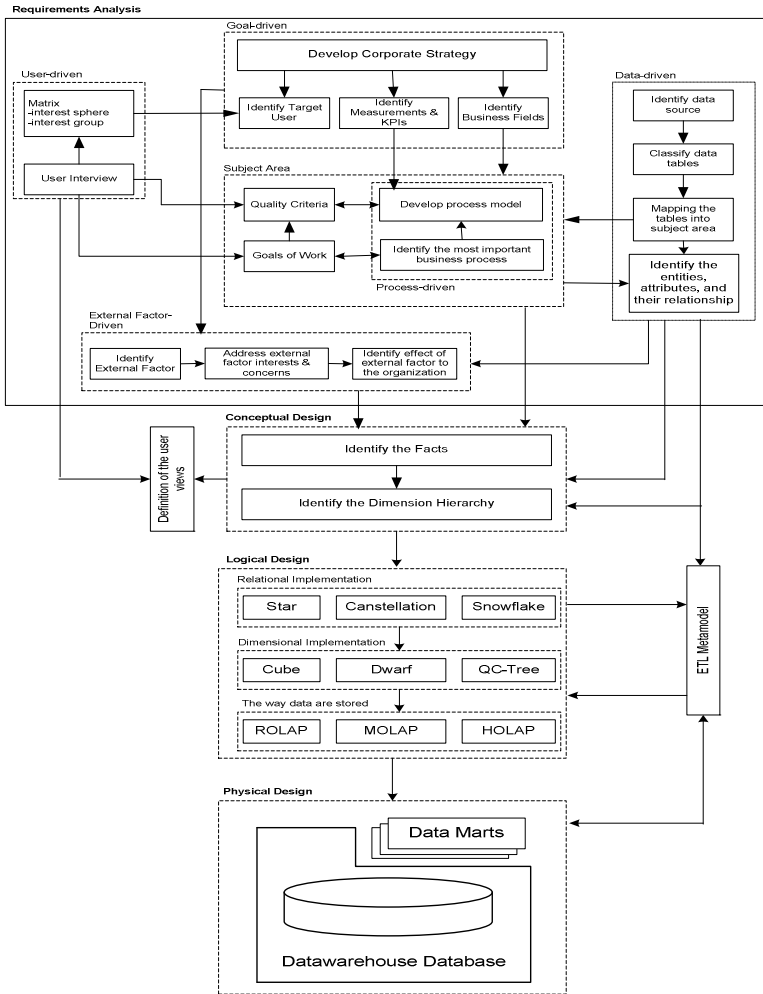 Requirements Analysis
Goal-driven
Develop Corporate Strategy
Identify Target
User
Identify
Measurements &
KPIs
Identify
Business Fields
User-driven
Matrix
-interest sphere
-interest group
User Interview
Data-driven
Identify data
source
Classify data
tables
Mapping the
tables into
subject area
Identify the
entities,
attributes, and
their relationship
Subject Area
Quality Criteria
Develop process model
Goals of Work
Identify the most important
business process
Process-driven
External Factor-
Driven
Identify
External Factor
Address external
factor interests &
concerns
Identify effect of
external factor to
the organization
Conceptual Design
Identify the Facts
Identify the Dimension Hierarchy
Definition of the user
views
Logical Design
Relational Implementation
Star
Canstellation
Snowflake
Dimensional Implementation
Cube
Dwarf
QC-Tree
The way data are stored
ROLAP
MOLAP
HOLAP
ETL Metamodel
Physical Design
Data Marts
Datawarehouse Database